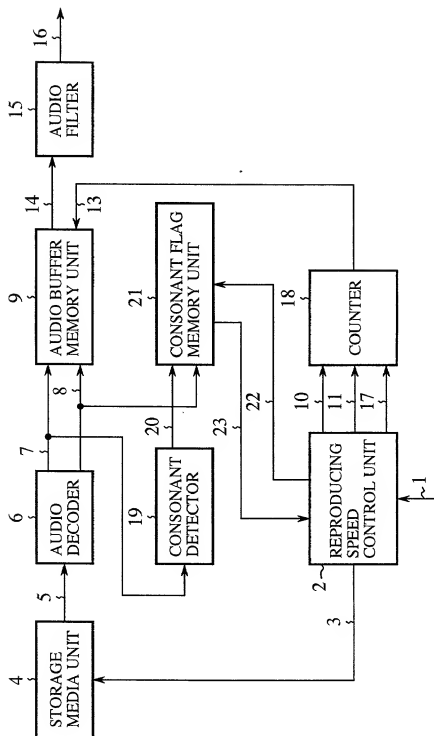 4
STORAGE
MEDIA UNIT
5
6
AUDIO
DECODER
7
8
9
AUDIO BUFFER
MEMORY UNIT
14
13
15
AUDIO
FILTER
16
19
CONSONANT
DETECTOR
20
21
CONSONANT FLAG
MEMORY UNIT
23
22
3
2
REPRODUCING
SPEED
CONTROL UNIT
1
10
11
17
18
COUNTER